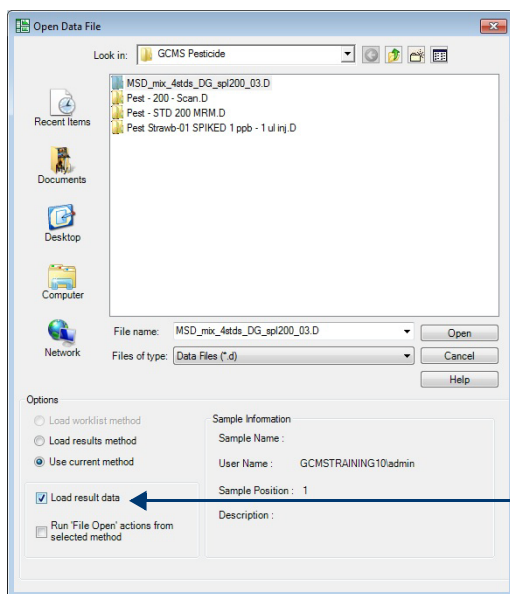 Open Data File
Look in: GCMS Pesticide
MSD_mix_4stds_DG_spl200_03.D
Pest - 200 - Scan.D
Pest - STD 200 MRM.D
Pest Strawb-01 SPIKED 1 ppb - 1 ul inj.D
Recent Items
Documents
Desktop
Computer
Network
File name: MSD_mix_4stds_DG_spl200_03.D Open
Files of type: Data Files (*.d) Cancel
Help
Options
Load worklist method
Load results method
Use current method
Load result data
Run 'File Open' actions from
selected method
Sample Information
Sample Name :
User Name : GCMSTRAINING10\admin
Sample Position : 1
Description :